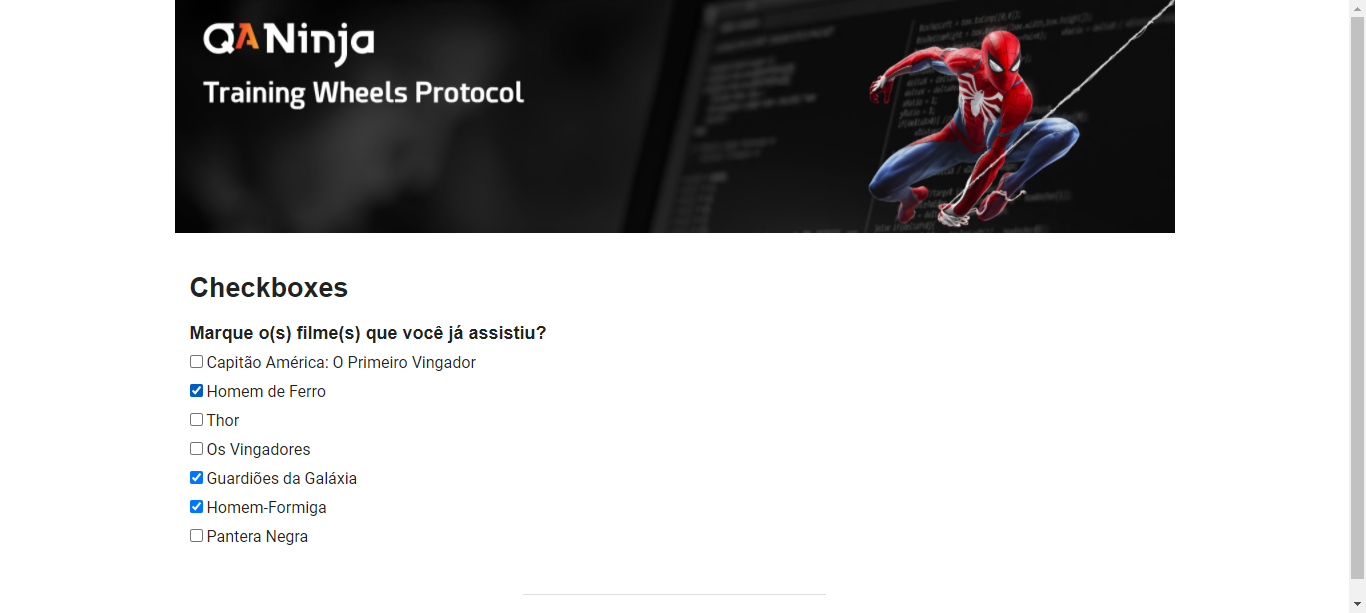 QANinja
Training Wheels Protocol
Checkboxes
Marque o(s) filme(s) que você já assistiu?
Capitão América: O Primeiro Vingador
Homem de Ferro
Thor
Os Vingadores
Guardiões da Galáxia
Homem-Formiga
Pantera Negra